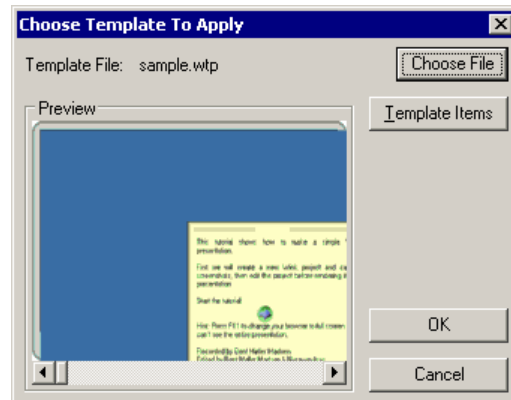 Choose Template To Apply
Template File: sample.wtp
Choose File
Preview
Template Items
This tutorial shows how to make a simple
presentation.
First we will create a new wink project and
screenshots, then edit the project before rendering
presentation
Start the tutorial
Hint: Press F11 to change your browser to full screen
can't see the entire presentation.
OK
Cancel